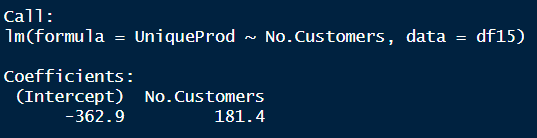 Call:
lm(formula = UniqueProd ~ No.Customers, data = df15)
Coefficients:
(Intercept) No.Customers
-362.9 181.4